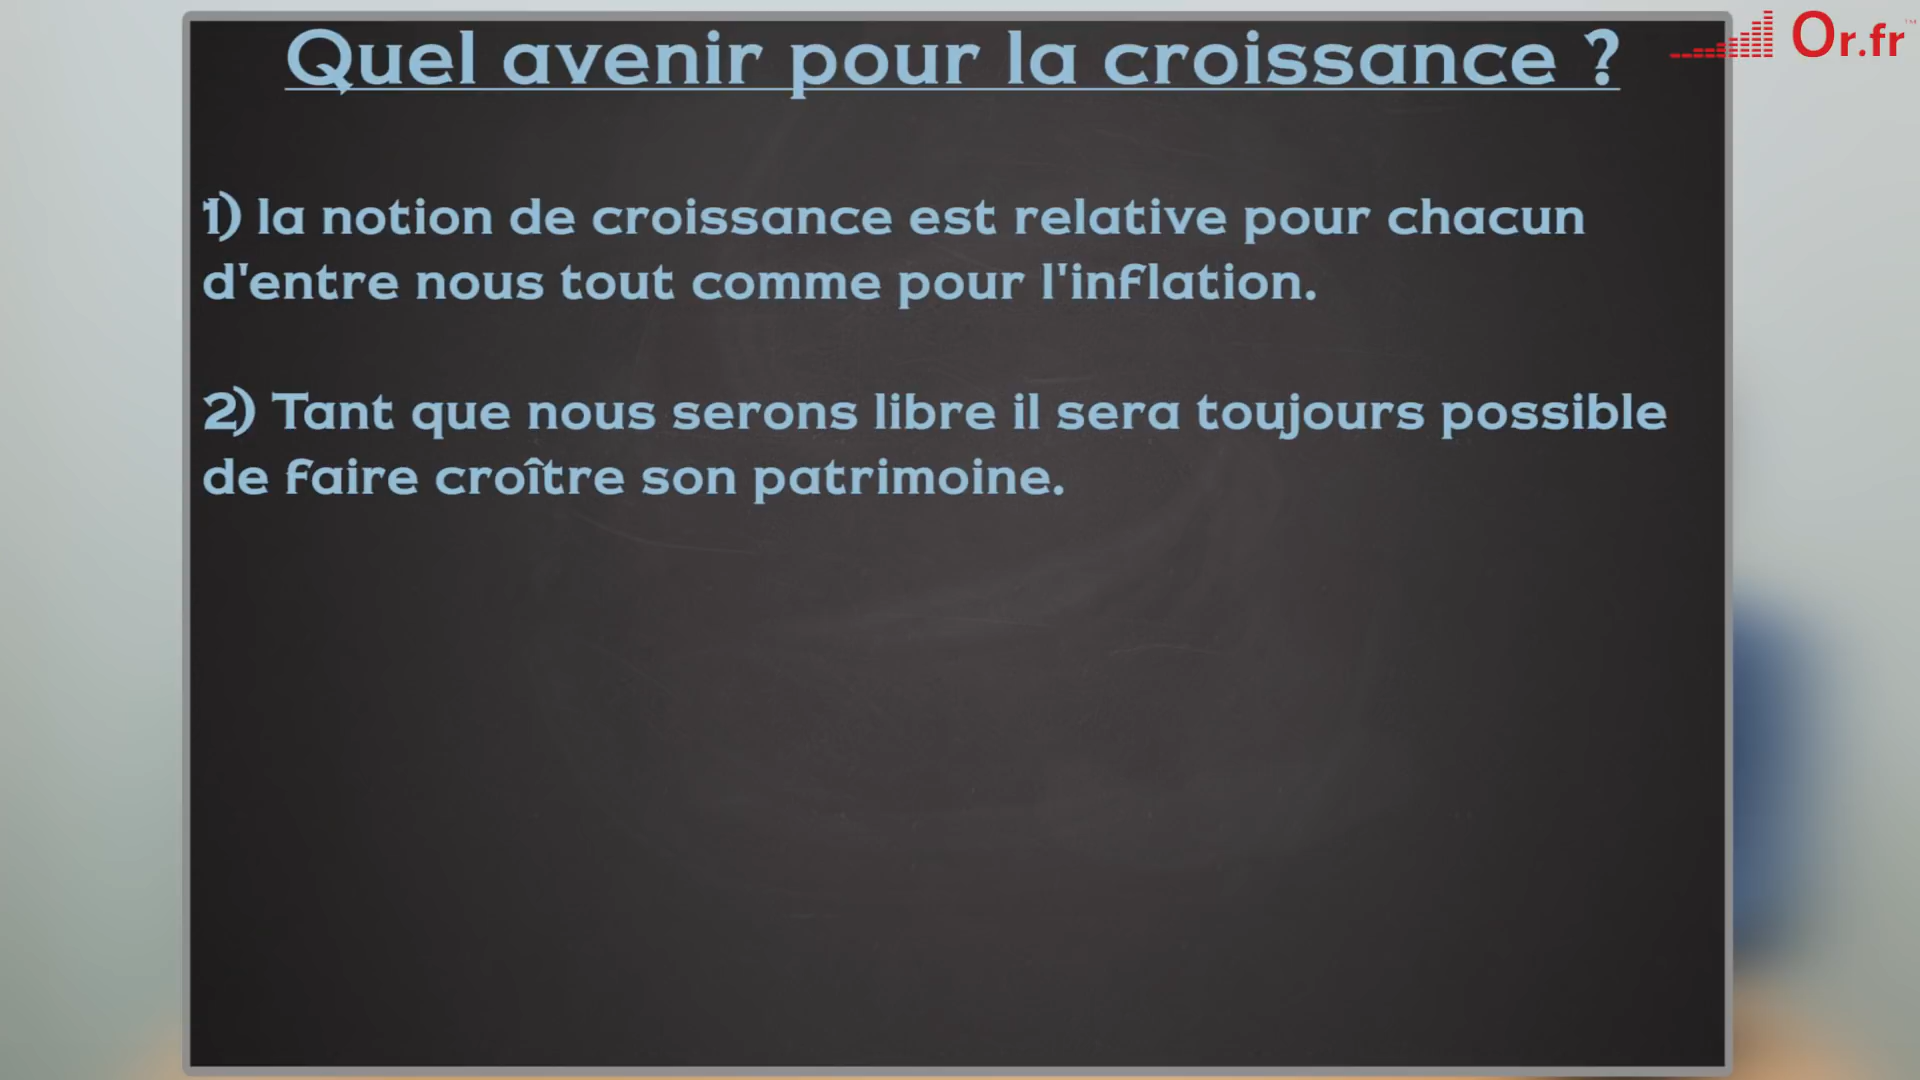 Quel avenir pour la croissance ?
Or.fr
1) la notion de croissance est relative pour chacun
d'entre nous tout comme pour l'inflation.
2) Tant que nous serons libre il sera toujours possible
de faire croître son patrimoine.